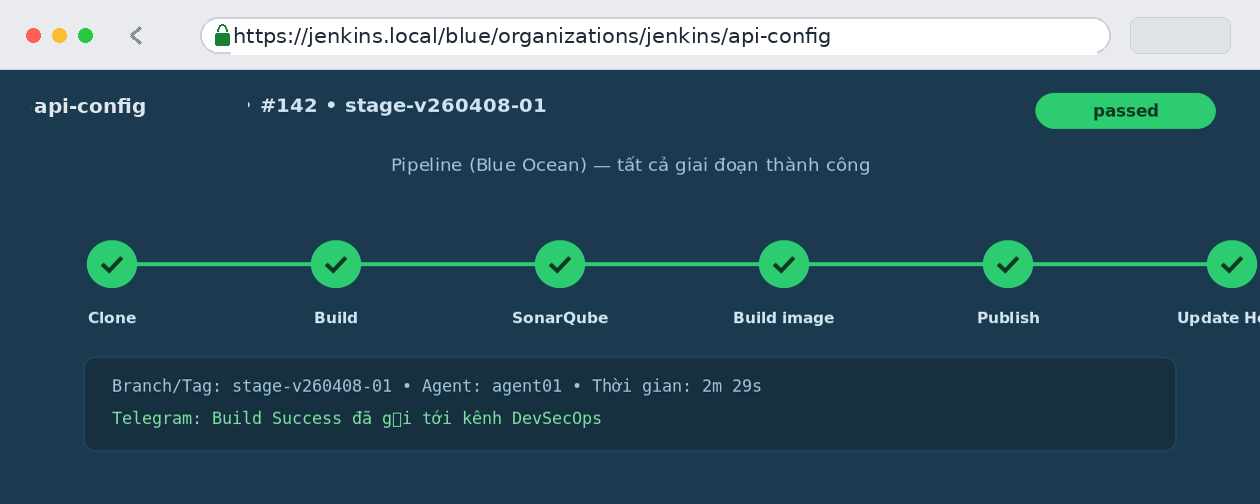 https://jenkins.local/blue/organizations/jenkins/api-config
api-config
• #142 • stage-v260408-01
passed
Pipeline (Blue Ocean) — tất cả giai đoạn thành công
Clone
Build
SonarQube
Build image
Publish
Update
Branch/Tag: stage-v260408-01 • Agent: agent01 • Thời gian: 2m 29s
Telegram: Build Success đã tới kênh DevSecOps